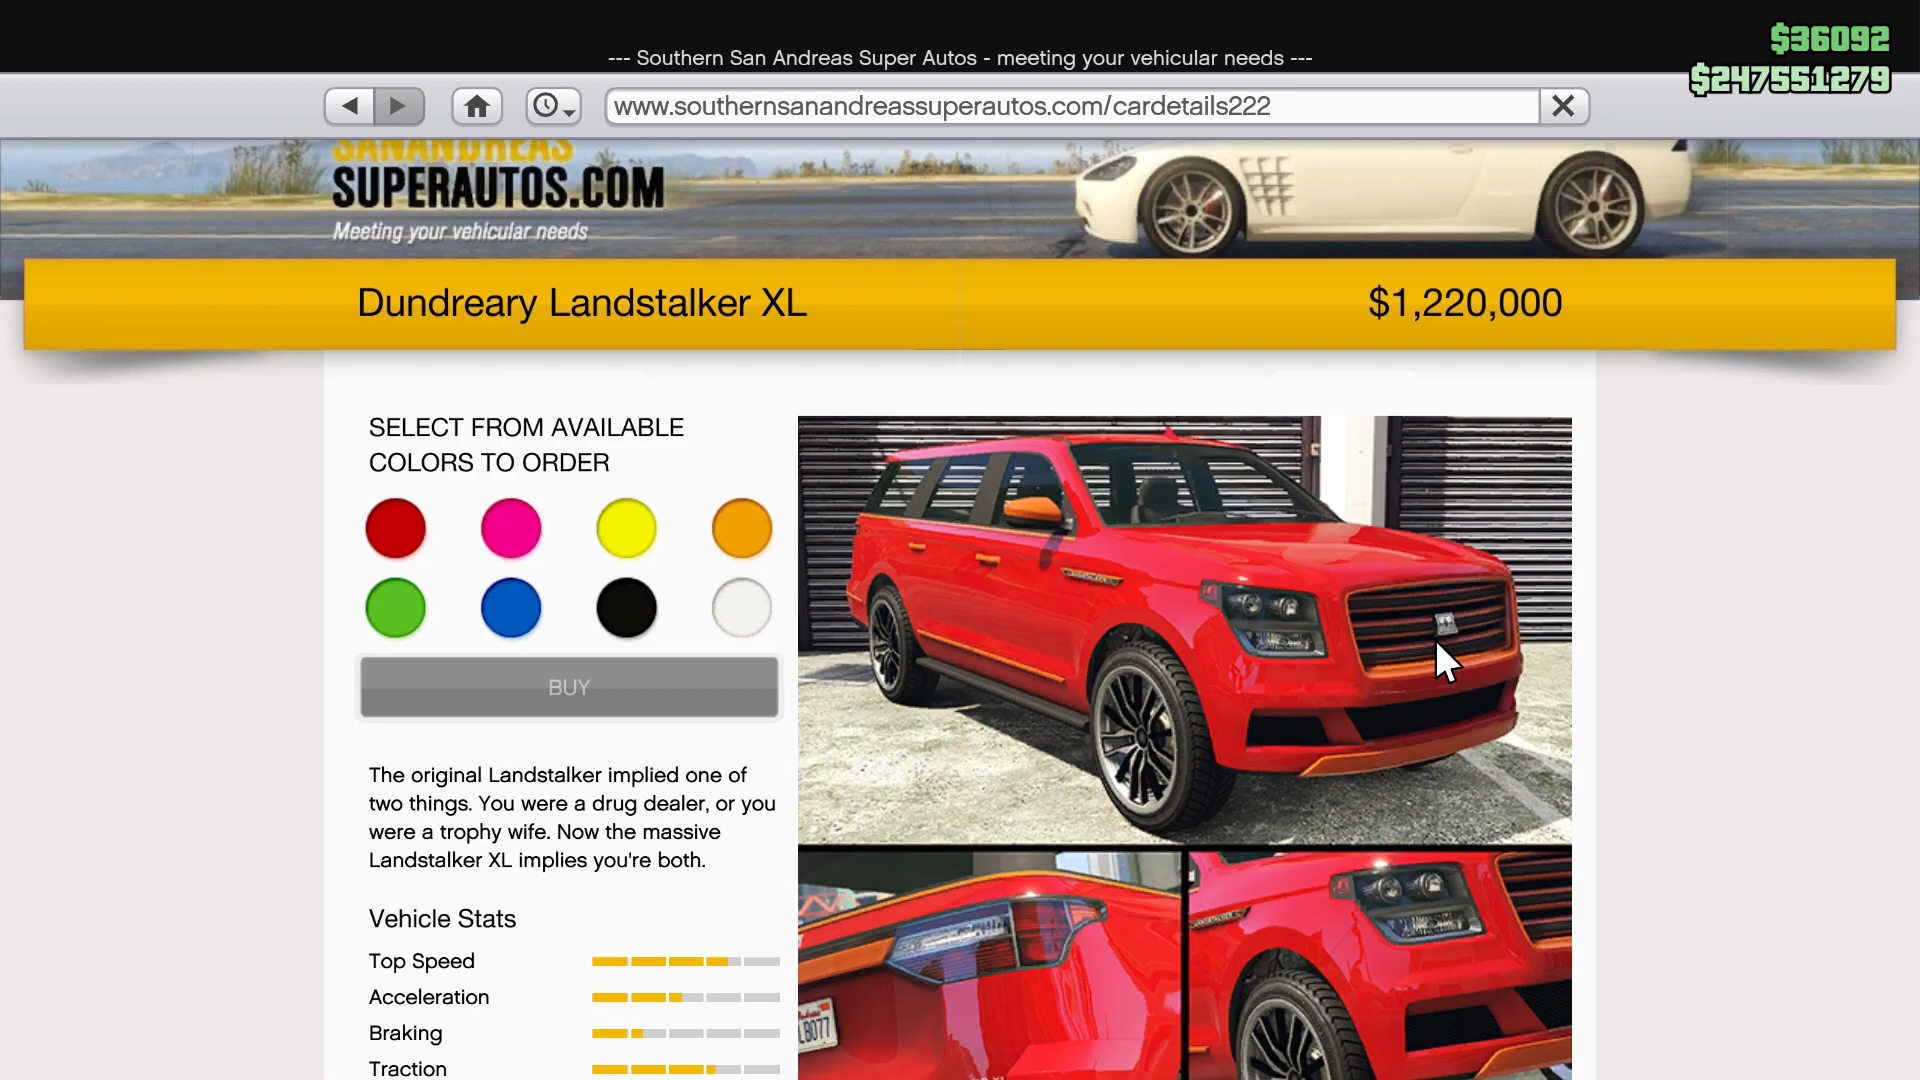 --- Southern San Andreas Super Autos - meeting your vehicular needs ---
$36092
$247551279
www.southernsanandreassuperautos.com/cardetails222
SANANDREAS
SUPERAUTOS.COM
Meeting your vehicular needs
Dundreary Landstalker XL
$1,220,000
SELECT FROM AVAILABLE
COLORS TO ORDER
BUY
The original Landstalker implied one of
two things. You were a drug dealer, or you
were a trophy wife. Now the massive
Landstalker XL implies you're both.
Vehicle Stats
Top Speed
Acceleration
Braking
Traction